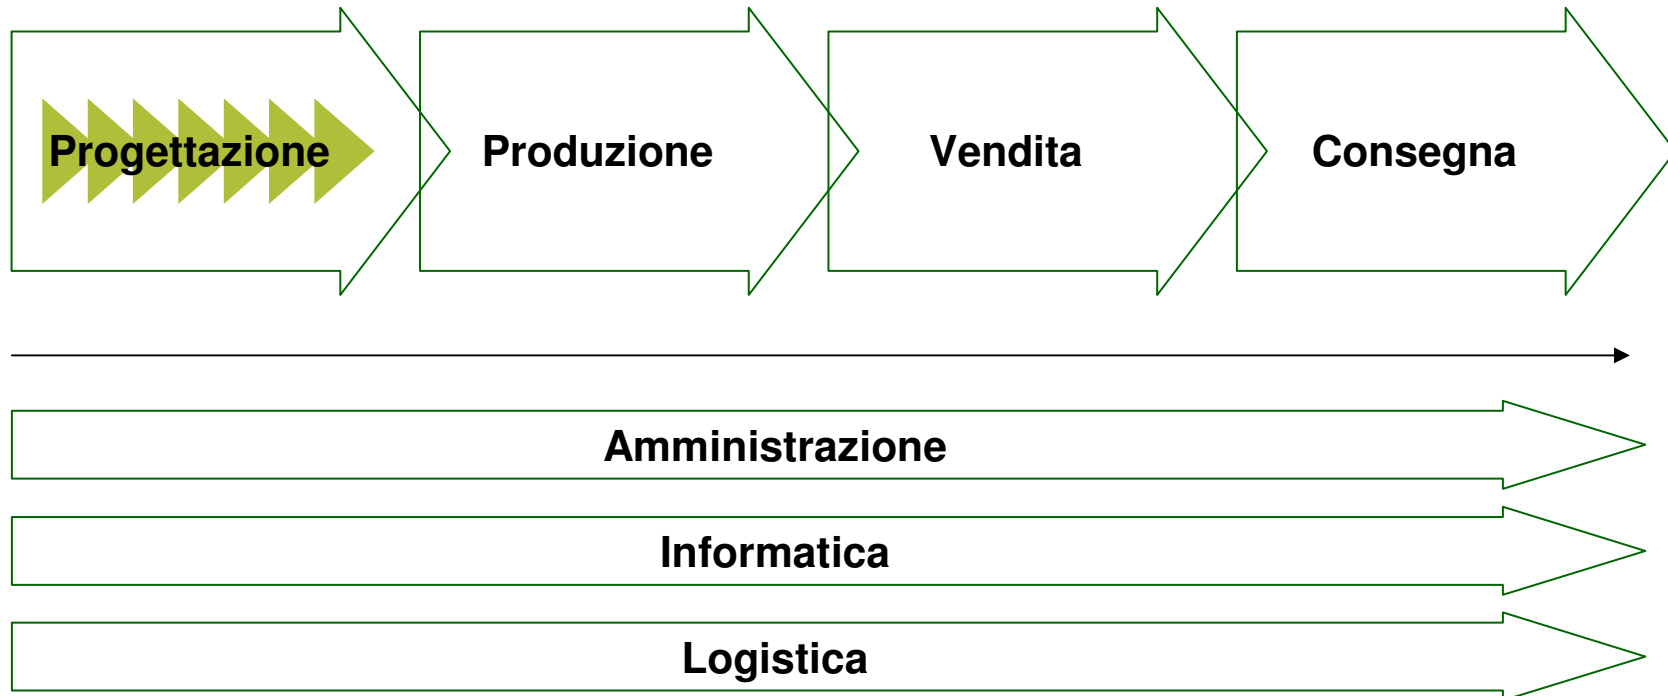 Progettazione
Produzione
Vendita
Consegna
Amministrazione
Informatica
Logistica